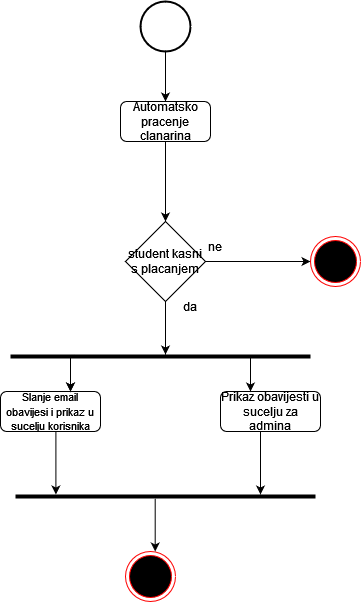 Automatsko
pracenje
clanarina
student kasni
s placanjem
ne
da
Slanje email
obavijesi i prikaz u
sucelju korisnika
Prikaz obavijesti u
sucelju za
admina